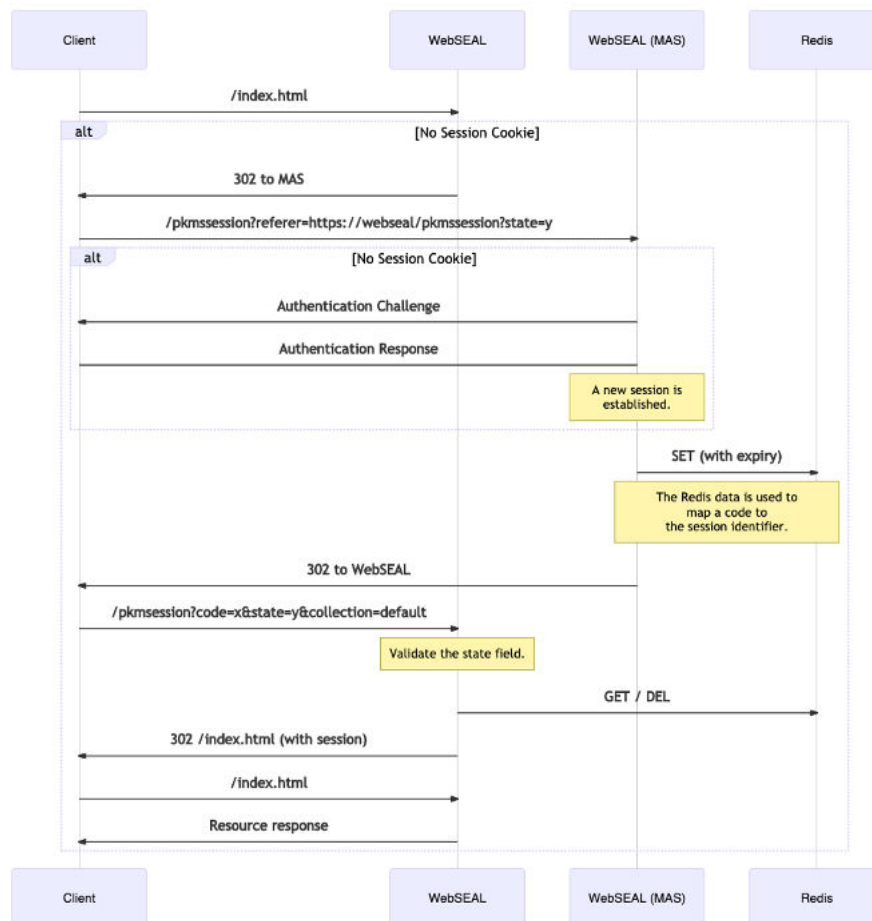 Client
WebSEAL
WebSEAL (MAS)
Redis
/index.html
alt
[No Session Cookie]
302 to MAS
/pkmssession?referer=https://webseal/pkmssession?state=y
alt
[No Session Cookie]
Authentication Challenge
Authentication Response
A new session is
established.
SET (with expiry)
The Redis data is used to
map a code to
the session identifier.
302 to WebSEAL
/pkmsession?code=x&state=y&collection=default
Validate the state field.
GET / DEL
302 /index.html (with session)
/index.html
Resource response
Client
WebSEAL
WebSEAL (MAS)
Redis